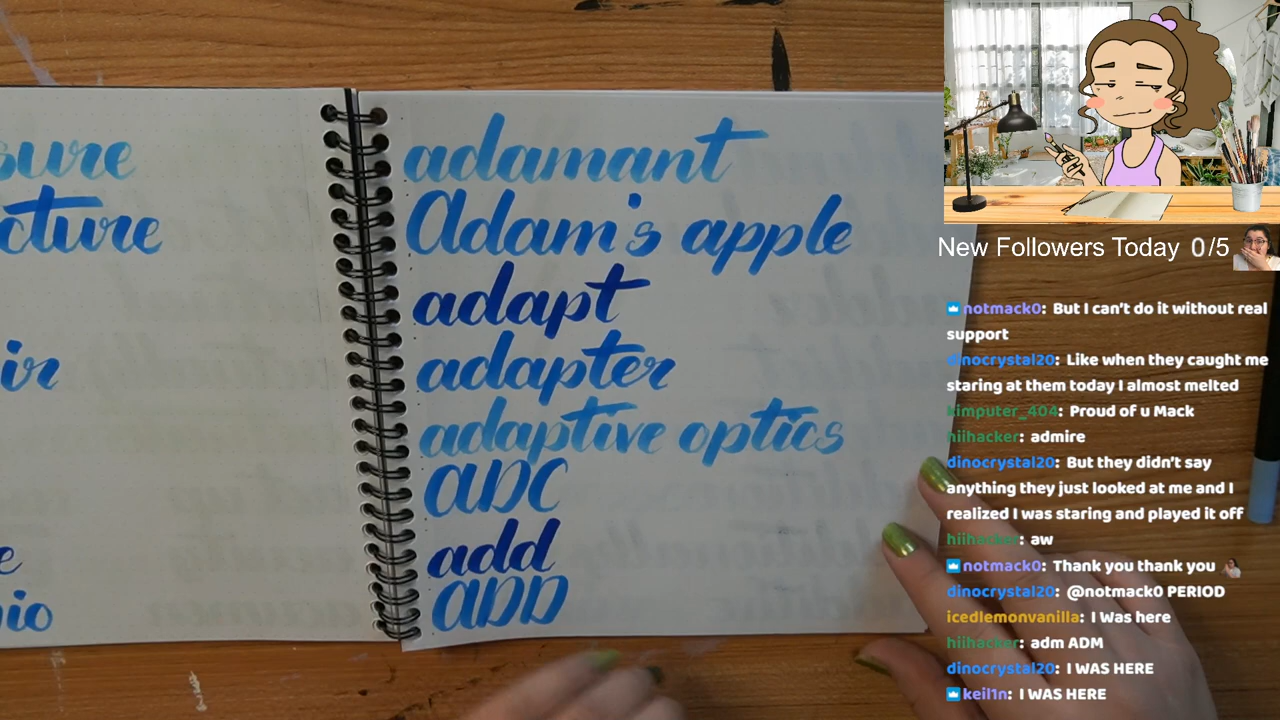 sure
cture
ir
e
io
adamant
Adam's apple
adapt
adapter
adaptive optics
ADC
add
ADD
New Followers Today 0/5
notmack0: But I can't do it without real
support
dinocrystal20: Like when they caught me
staring at them today I almost melted
kimputer_404: Proud of u Mack
hiihacker: admire
dinocrystal20: But they didn't say
anything they just looked at me and I
realized I was staring and played it off
hiihacker: aw
notmack0: Thank you thank you
dinocrystal20: @notmack0 PERIOD
icedlemonvanilla: I Was here
hiihacker: adm ADM
dinocrystal20: I WAS HERE
keil1n: I WAS HERE